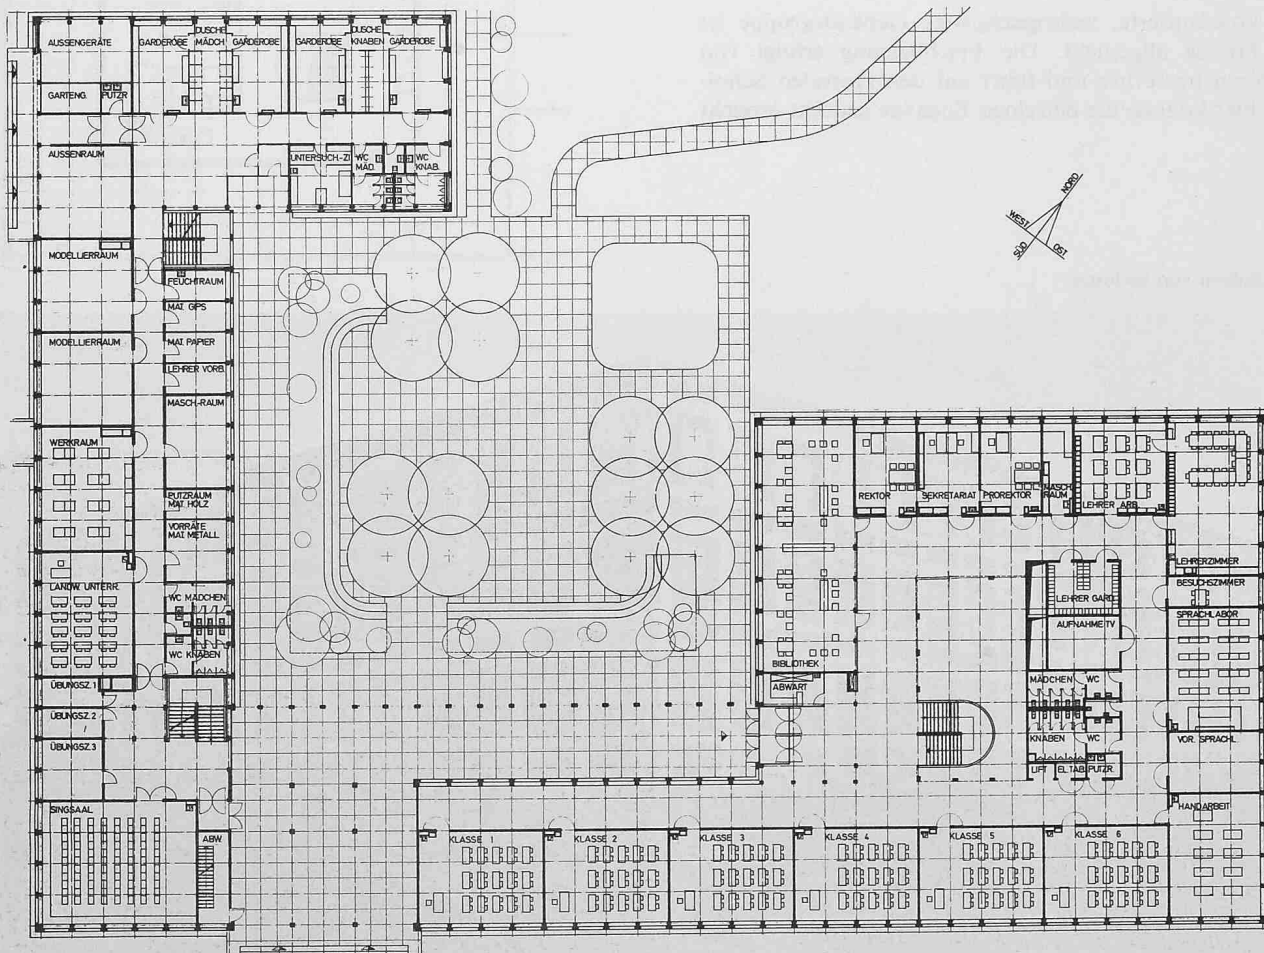 AUSSENGERÄTE
GARDEROBE
DUSCHE
MÄDCH
GARDEROBE
GARDEROBE
DUSCHE
KNABEN
GARDEROBE
GARTENG.
PUTZR
AUSSENRAUM
UNTERSUCH-ZI
WC
MÄD.
WC
KNAB.
NORD
WEST
SÜD
OST
MODELLIERRAUM
FEUCHTRAUM
MAT. GIPS
MODELLIERRAUM
MAT. PAPIER
LEHRER VORB.
MASCH.-RAUM
WERKRAUM
PUTZRAUM
MAT. HOLZ
VORRÄTE
MAT. METALL
LANDW. UNTERR.
WC MÄDCHEN
WC KNABEN
ÜBUNGSZ. 1
ÜBUNGSZ. 2
ÜBUNGSZ. 3
SINGSAAL
ABW.
REKTOR
SEKRETARIAT
PROREKTOR
MASCH
RAUM
LEHRER ARB.
LEHRERZIMMER
BESUCHSZIMMER
LEHRER GARD.
SPRACHLABOR
AUFNAHME TV
BIBLIOTHEK
ABWART
MÄDCHEN
WC
KNABEN
WC
VOR. SPRACHL.
LIFT
EL.TAB.
PUTZR.
HANDARBEIT
KLASSE 1
KLASSE 2
KLASSE 3
KLASSE 4
KLASSE 5
KLASSE 6